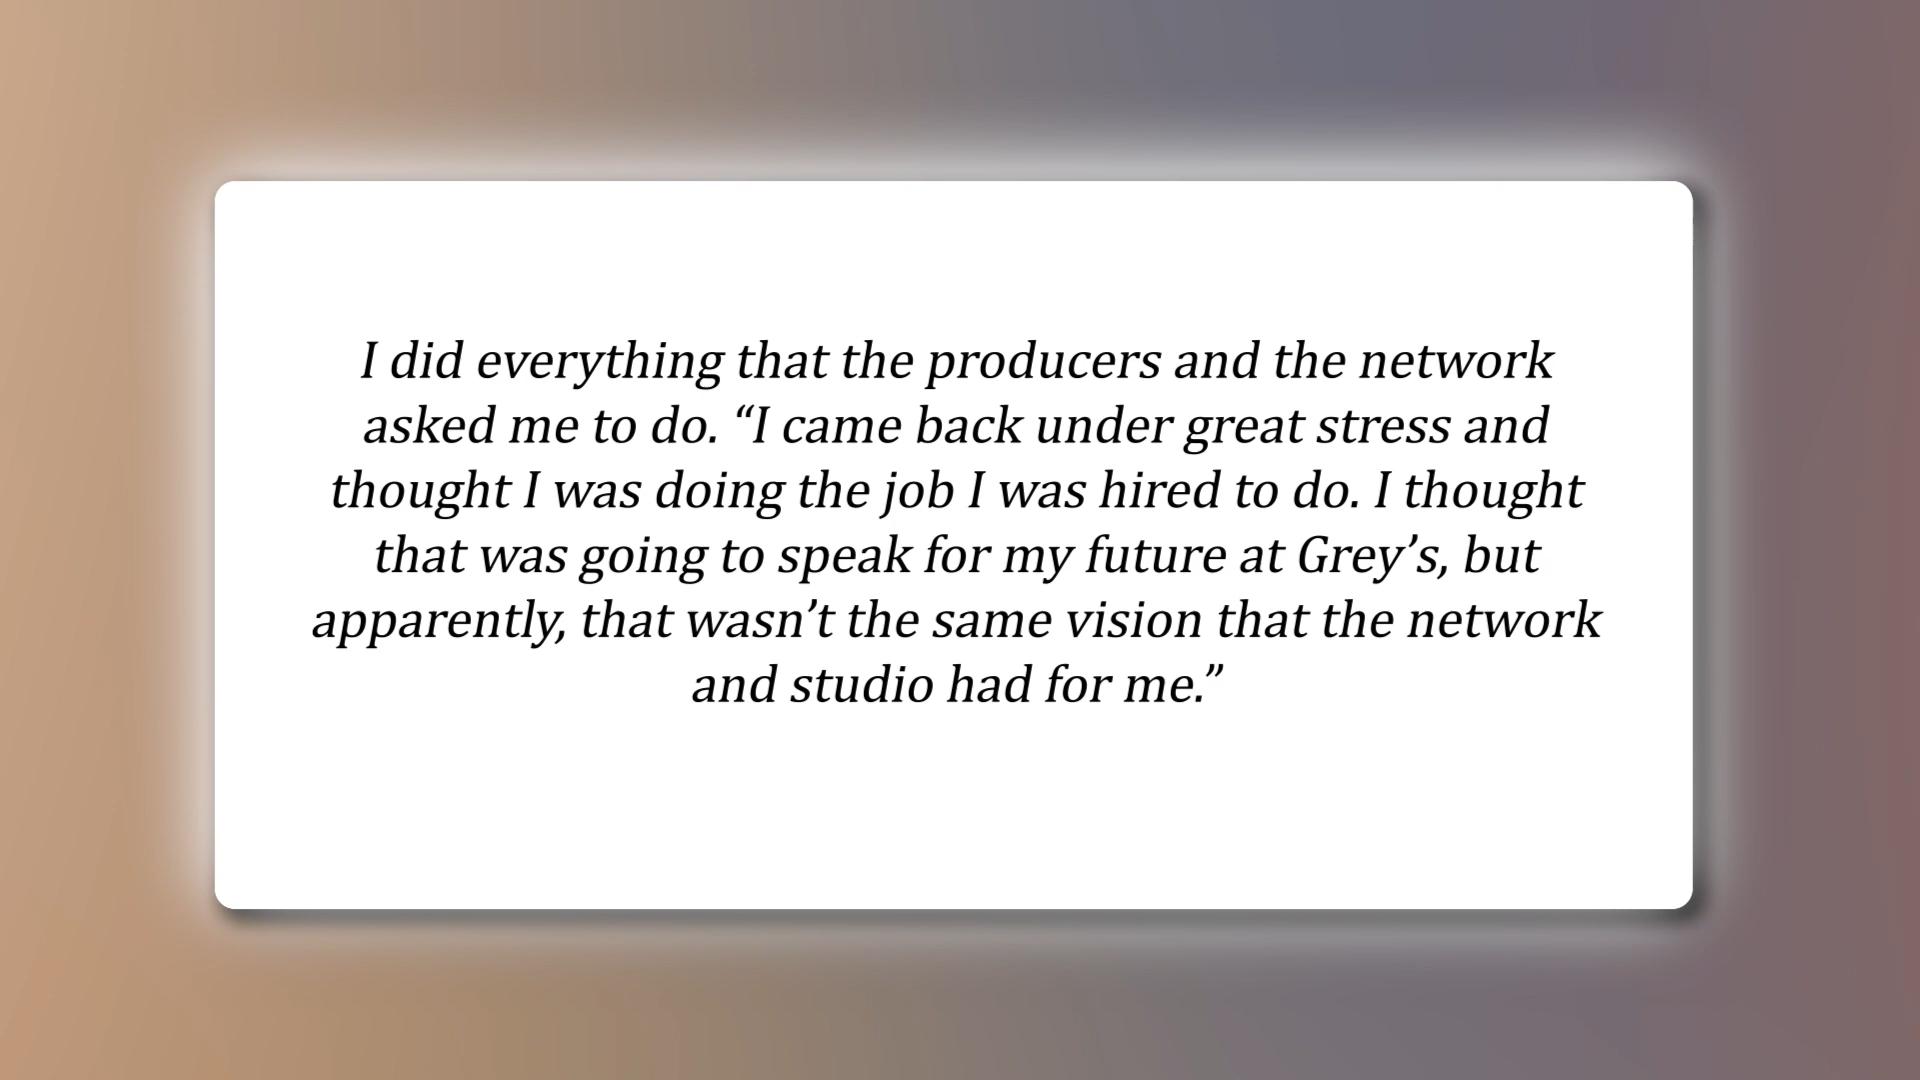 I did everything that the producers and the network
asked me to do. “I came back under great stress and
thought I was doing the job I was hired to do. I thought
that was going to speak for my future at Grey’s, but
apparently, that wasn’t the same vision that the network
and studio had for me.”